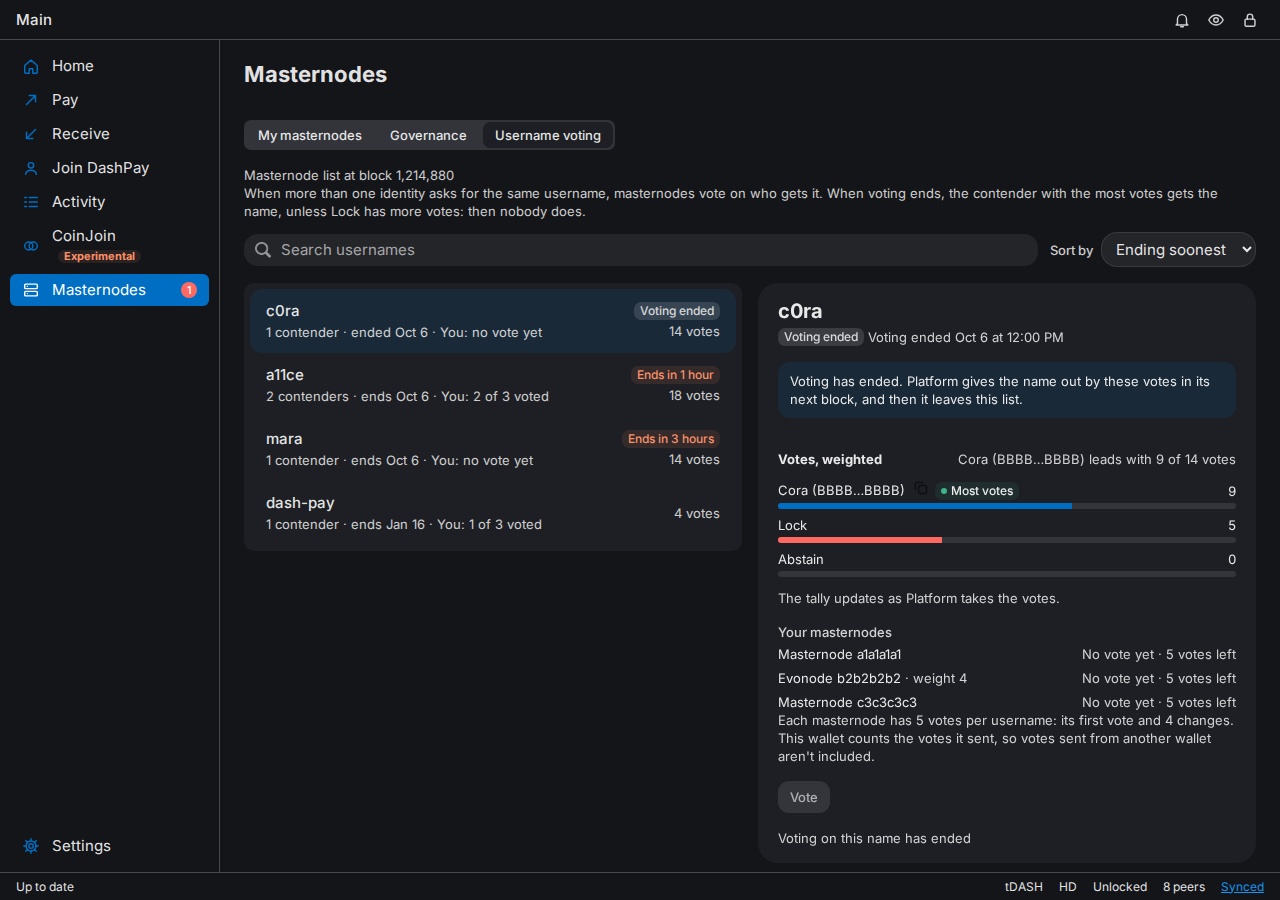 Main
Home
Pay
Receive
Join DashPay
Activity
CoinJoin
Experimental
Masternodes
1
Settings
Masternodes
My masternodes
Governance
Username voting
Masternode list at block 1,214,880
When more than one identity asks for the same username, masternodes vote on who gets it. When voting ends, the contender with the most votes gets the
name, unless Lock has more votes: then nobody does.
Search usernames
Sort by
Ending soonest
c0ra
Voting ended
1 contender · ended Oct 6 · You: no vote yet
14 votes
a11ce
Ends in 1 hour
2 contenders · ends Oct 6 · You: 2 of 3 voted
18 votes
mara
Ends in 3 hours
1 contender · ends Oct 6 · You: no vote yet
14 votes
dash-pay
1 contender · ends Jan 16 · You: 1 of 3 voted
4 votes
c0ra
Voting ended
Voting ended Oct 6 at 12:00 PM
Voting has ended. Platform gives the name out by these votes in its
next block, and then it leaves this list.
Votes, weighted
Cora (BBBB...BBBB) leads with 9 of 14 votes
Cora (BBBB...BBBB)
Most votes
9
Lock
5
Abstain
0
The tally updates as Platform takes the votes.
Your masternodes
Masternode a1a1a1a1
No vote yet · 5 votes left
Evonode b2b2b2b2 · weight 4
No vote yet · 5 votes left
Masternode c3c3c3c3
No vote yet · 5 votes left
Each masternode has 5 votes per username: its first vote and 4 changes.
This wallet counts the votes it sent, so votes sent from another wallet
aren't included.
Vote
Voting on this name has ended
Up to date
tDASH
HD
Unlocked
8 peers
Synced